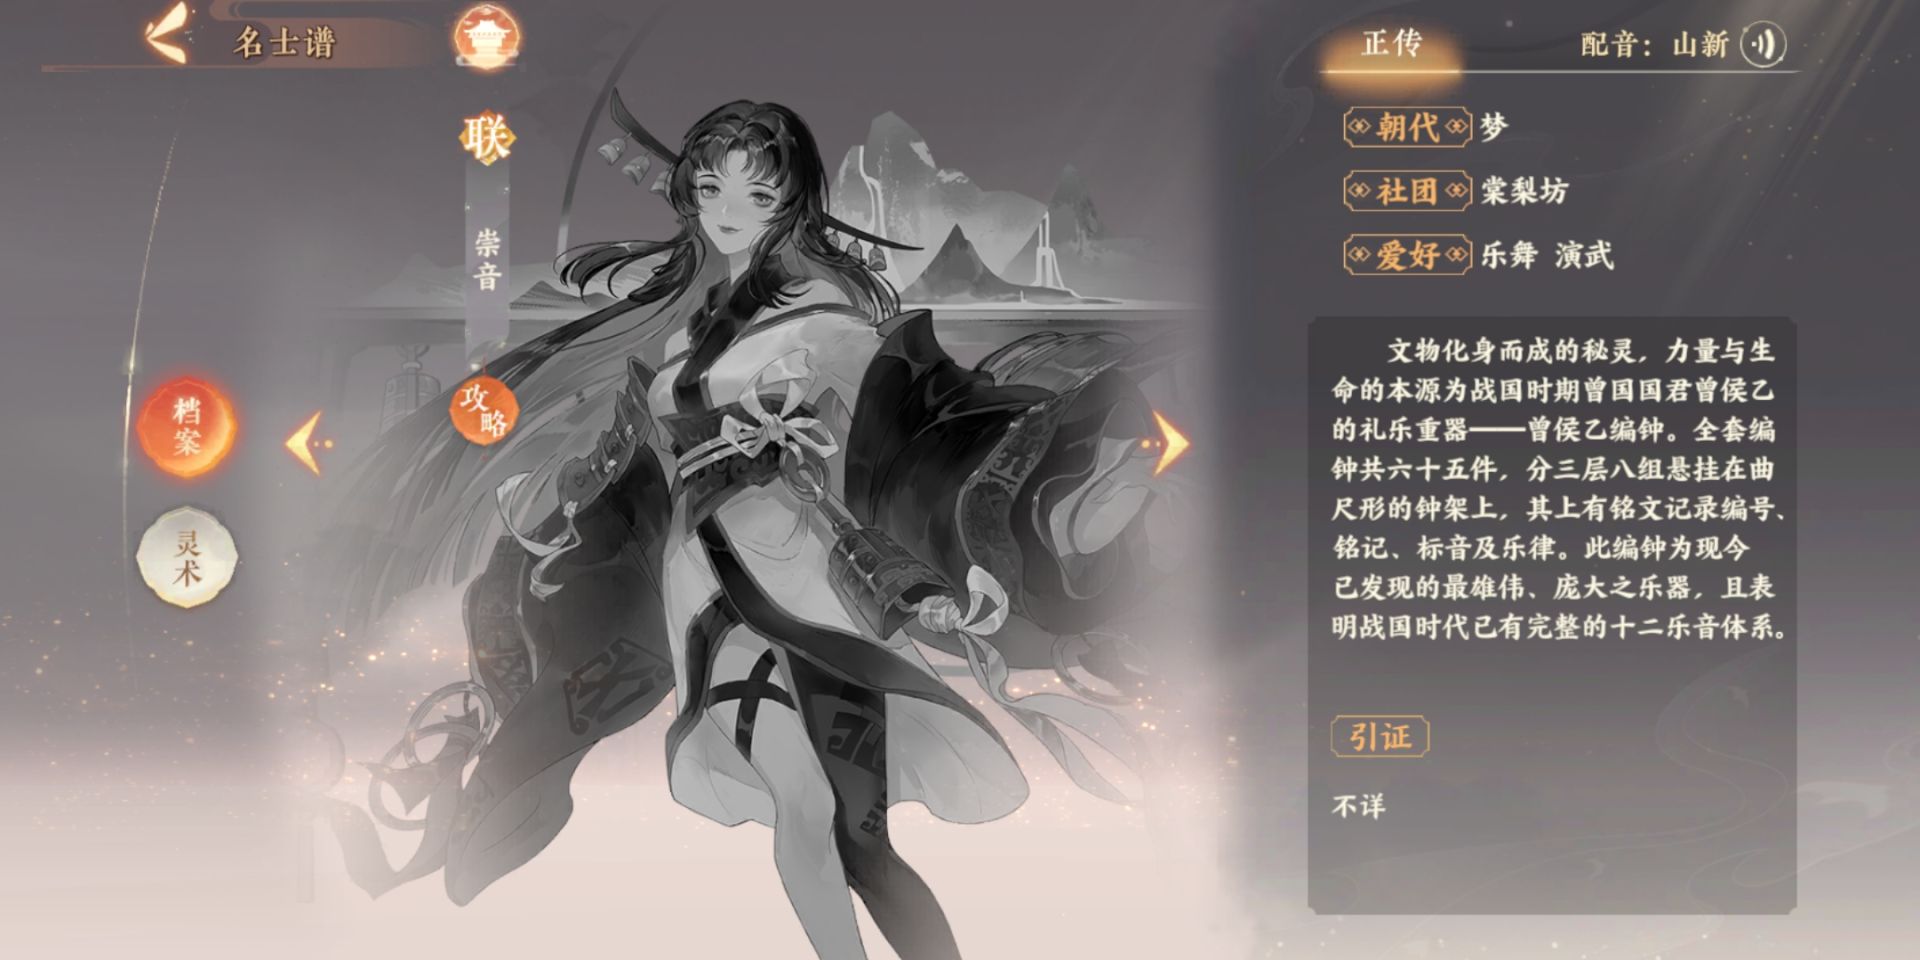 名士谱
联
崇音
攻略
档案
灵术
正传
配音：山新
朝代 梦
社团 棠梨坊
爱好 乐舞 演武
文物化身而成的秘灵，力量与生
命的本源为战国时期曾国国君曾侯乙
的礼乐重器——曾侯乙编钟。全套编
钟共六十五件，分三层八组悬挂在曲
尺形的钟架上，其上有铭文记录编号、
铭记、标音及乐律。此编钟为现今
已发现的最雄伟、庞大之乐器，且表
明战国时代已有完整的十二乐音体系。
引证
不详